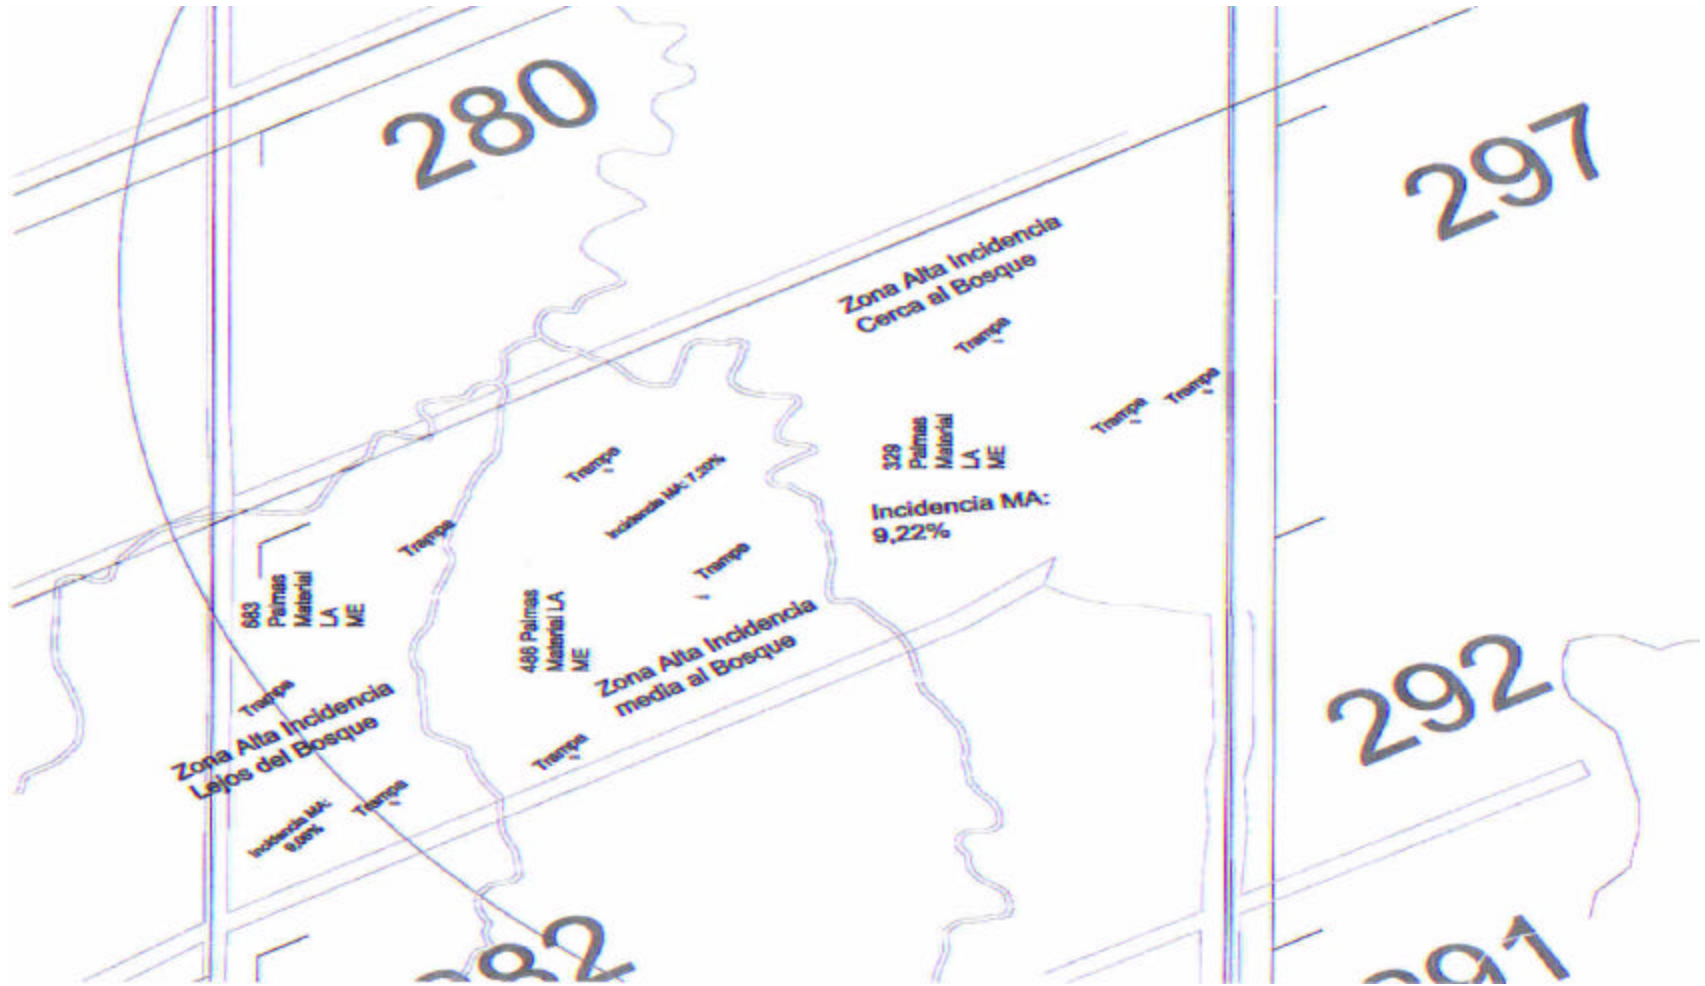 280
297
Zona Alta Incidencia
Cerca al Bosque
Trampa
Trampa
Trampa
329
Palmas
Material
LA
ME
Incidencia MA:
9,22%
Trampa
Incidencia MA: 7,20%
Trampa
486 Palmas
Material LA
ME
Zona Alta Incidencia
media al Bosque
Trampa
Trampa
683
Palmas
Material
LA
ME
Trampa
Zona Alta Incidencia
Lejos del Bosque
Incidencia MA:
Trampa
292
291